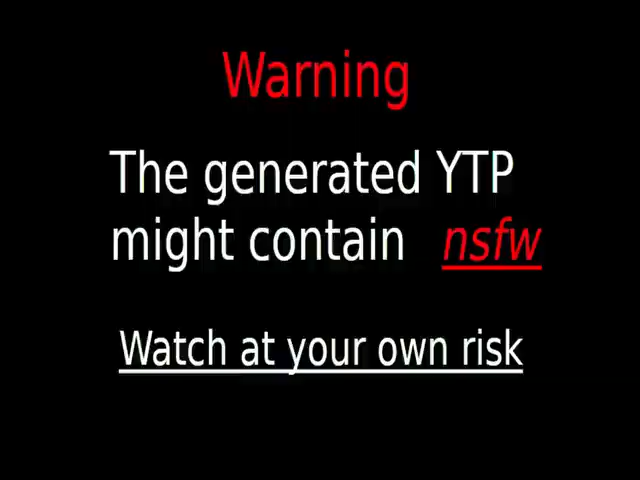 Warning
The generated YTP
might contain nsfw
Watch at your own risk